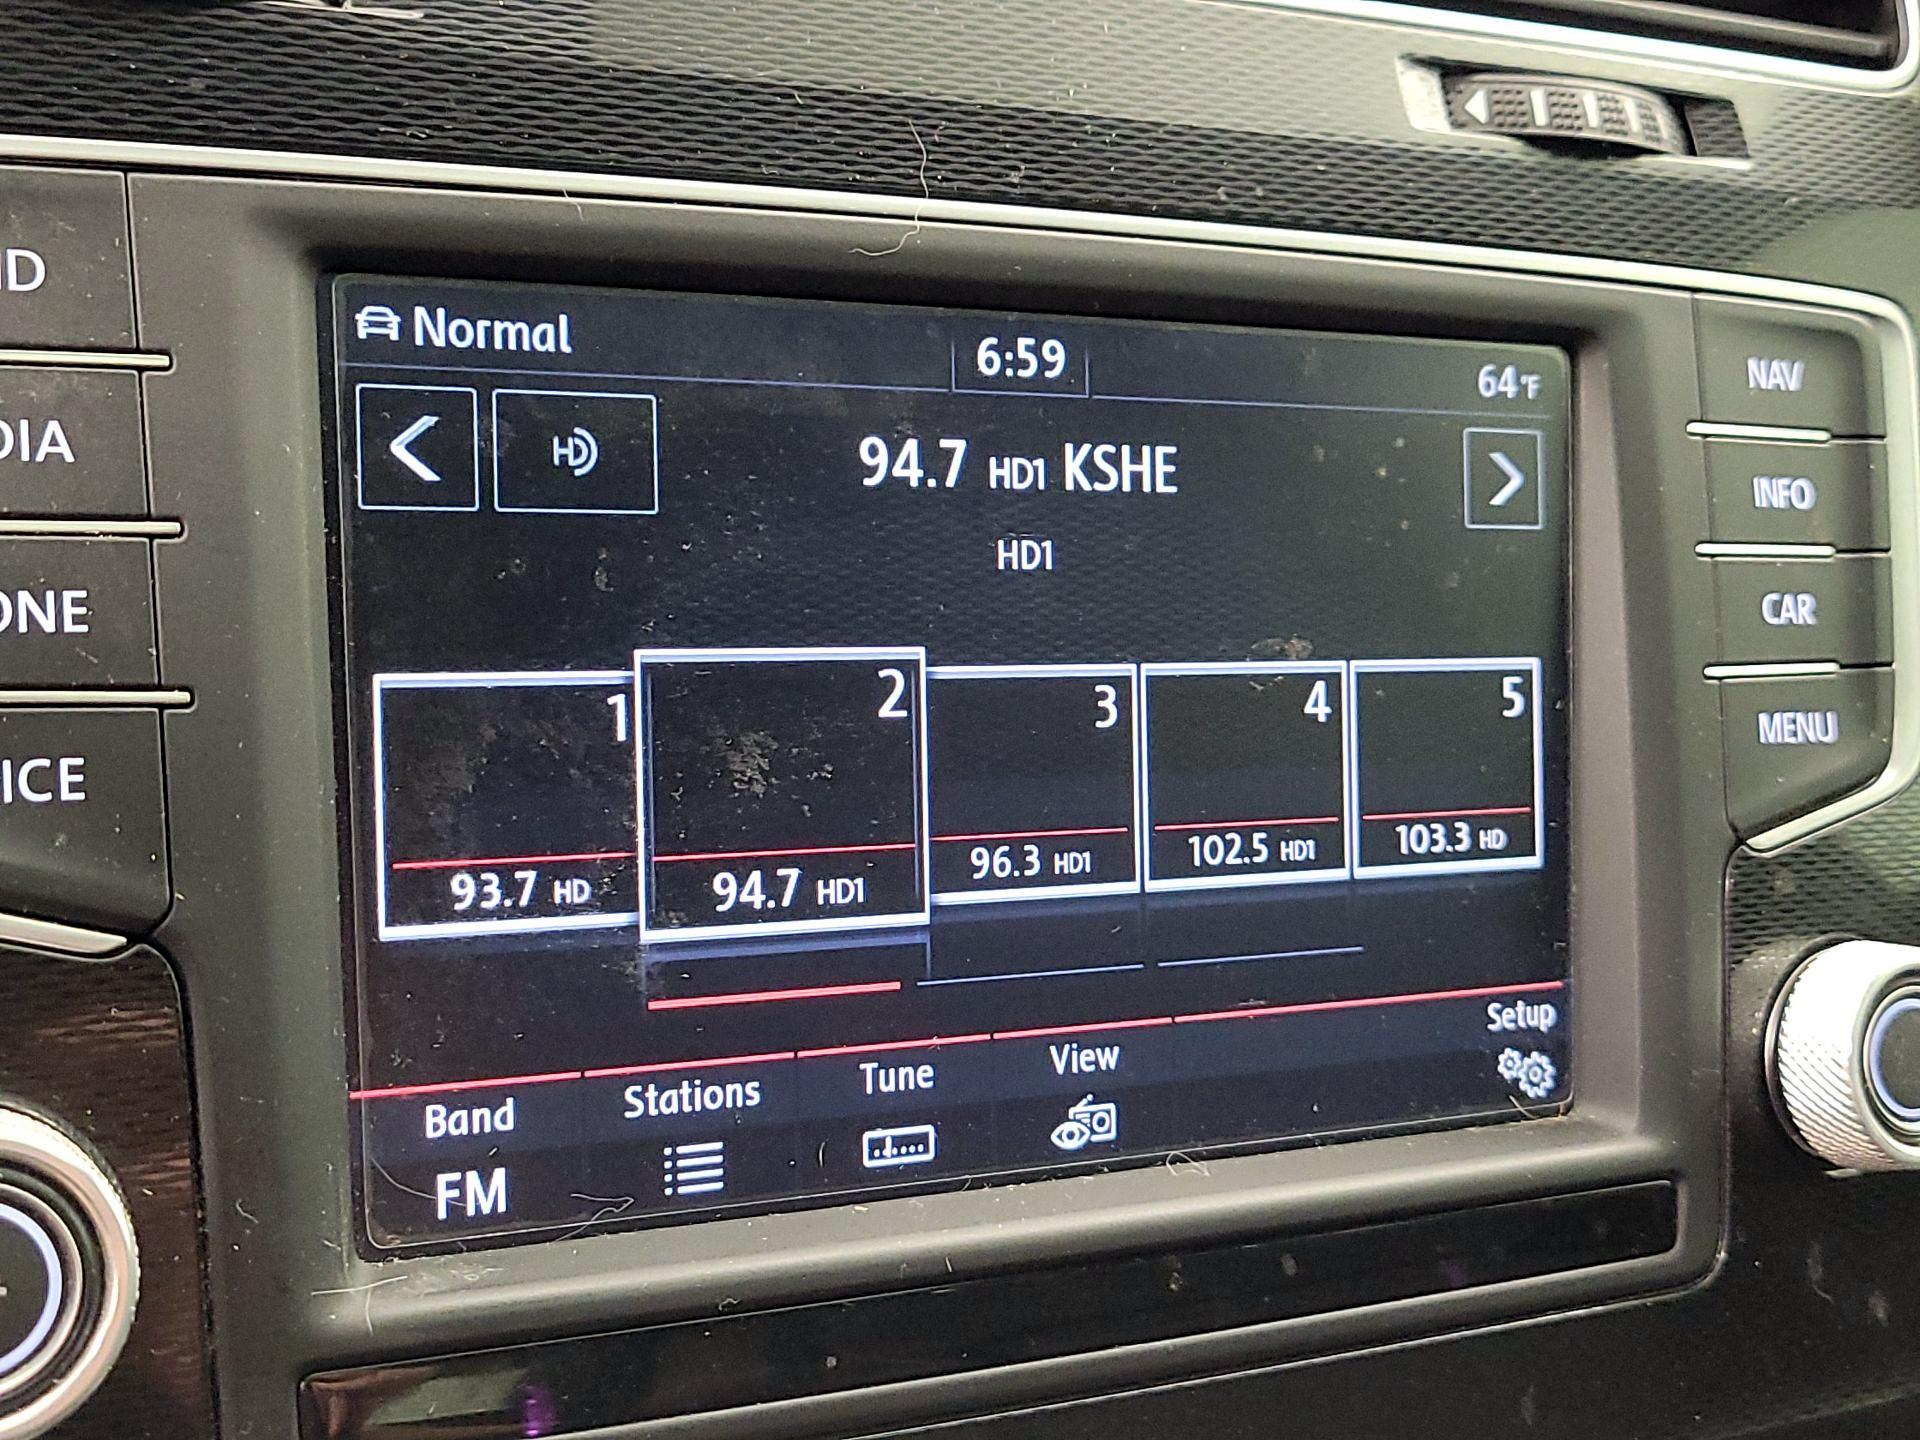 Normal
6:59
64°F
HD
94.7 HD1 KSHE
HD1
1
2
3
4
5
93.7 HD
94.7 HD1
96.3 HD1
102.5 HD1
103.3 HD
Band
Stations
Tune
View
Setup
FM
ND
DIA
ONE
ICE
NAV
INFO
CAR
MENU